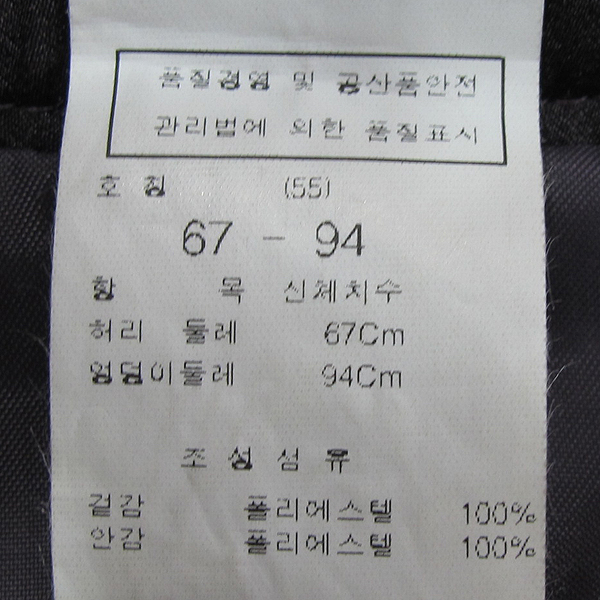 품질경영 및 공산품안전
관리법에 의한 품질표시
호 칭 (55)
67 - 94
항 목 신체치수
허리 둘레 67Cm
엉덩이둘레 94Cm
조성섬유
겉감 폴리에스텔 100%
안감 폴리에스텔 100%